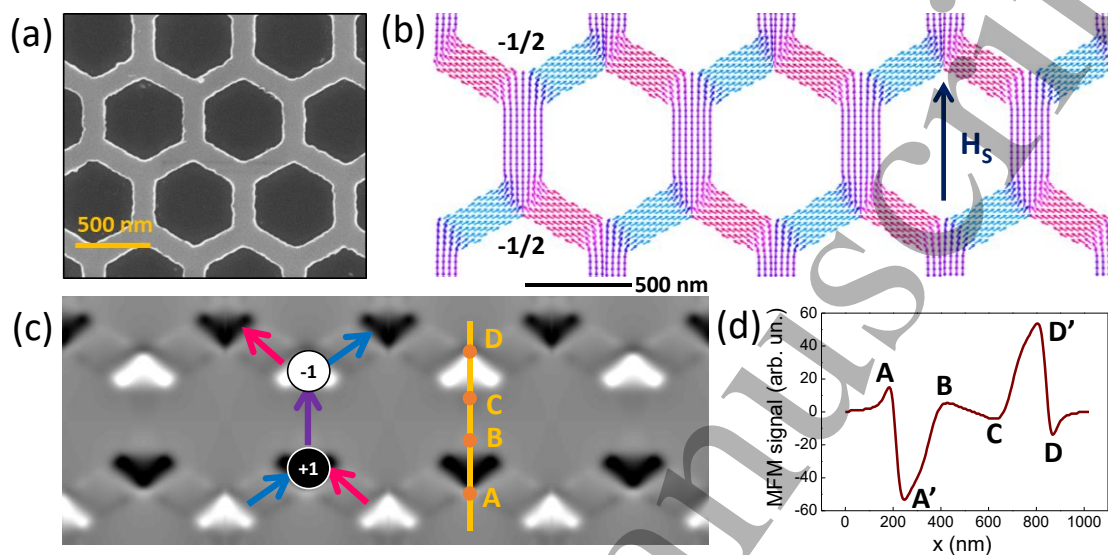 (a)
500 nm
(b)
-1/2
-1/2
H_S
500 nm
(c)
-1
+1
D
C
B
A
(d)
MFM signal (arb. un.)
60
40
20
0
-20
-40
-60
A
A'
B
C
D'
D
0 200 400 600 800 1000
x (nm)